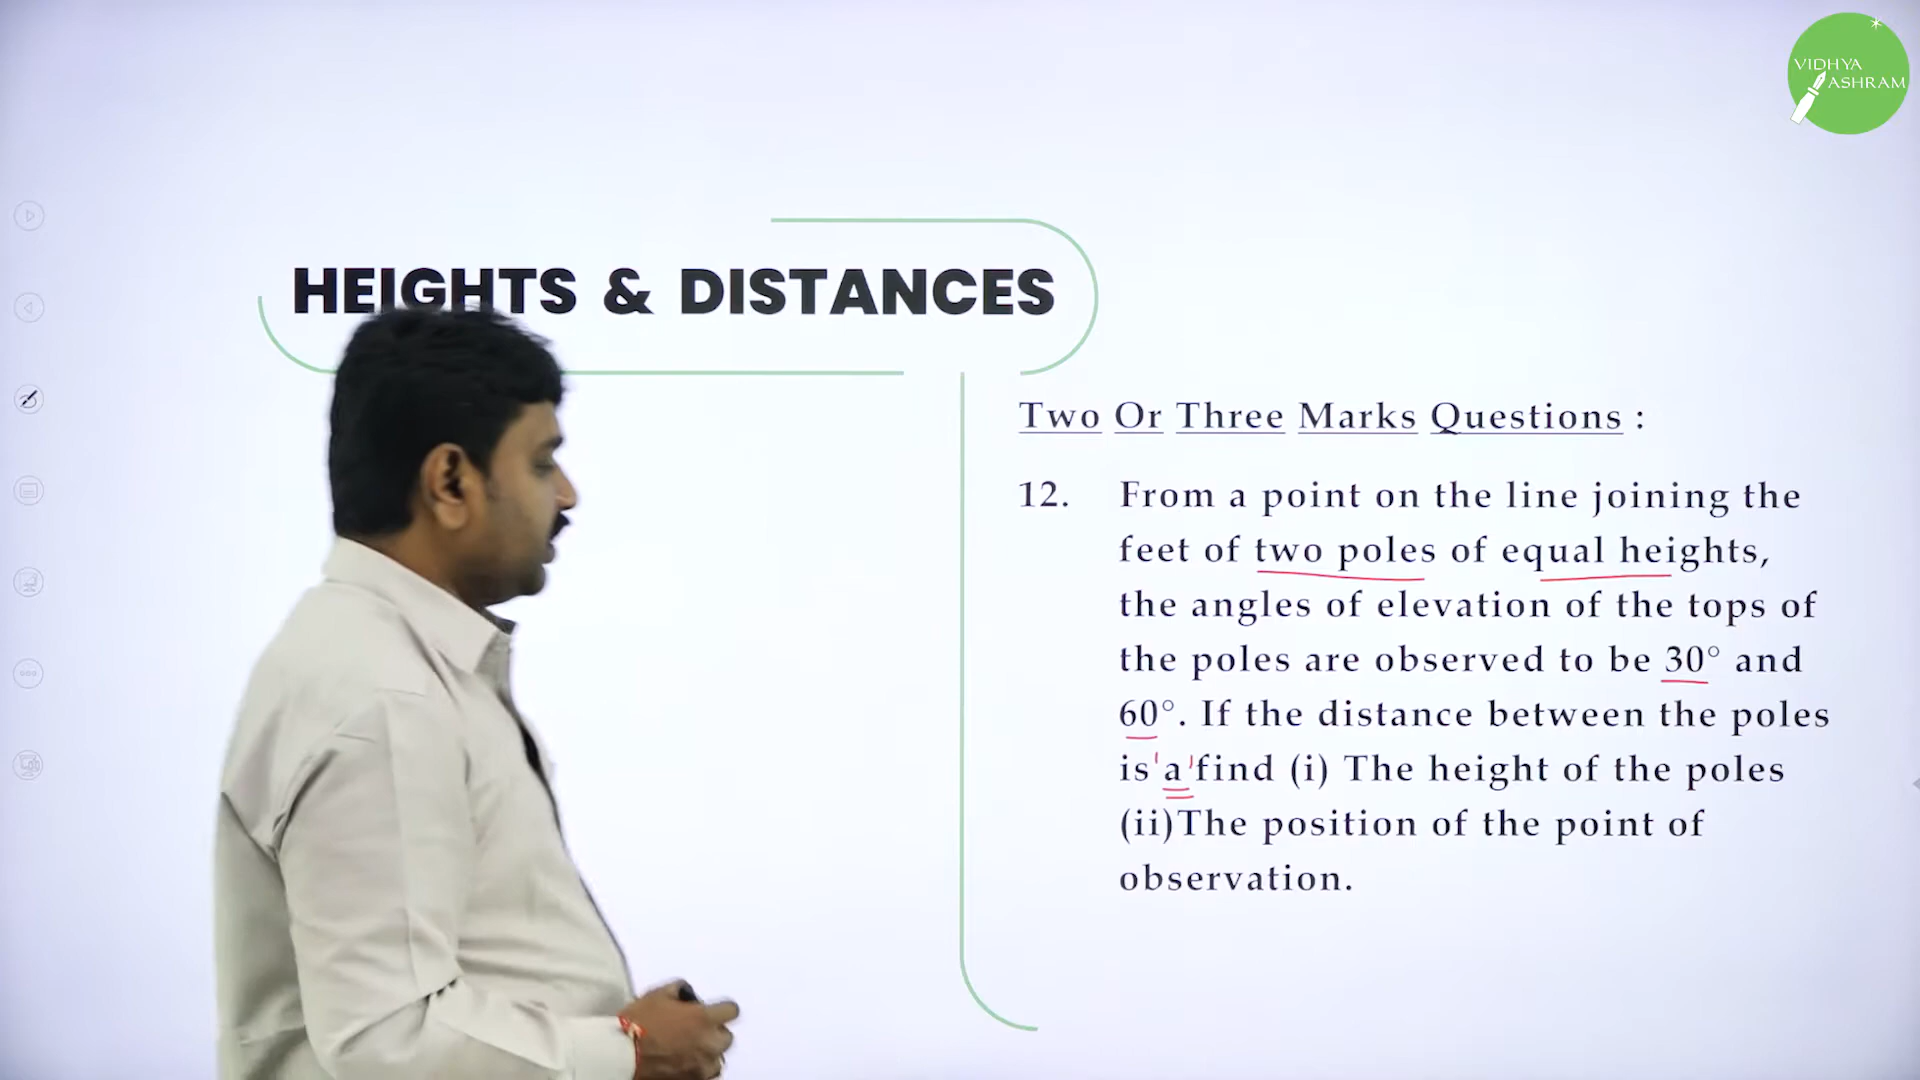 VIDHYA
ASHRAM
HEIGHTS & DISTANCES
Two Or Three Marks Questions :
12. From a point on the line joining the
feet of two poles of equal heights,
the angles of elevation of the tops of
the poles are observed to be 30° and
60°. If the distance between the poles
is 'a' find (i) The height of the poles
(ii)The position of the point of
observation.